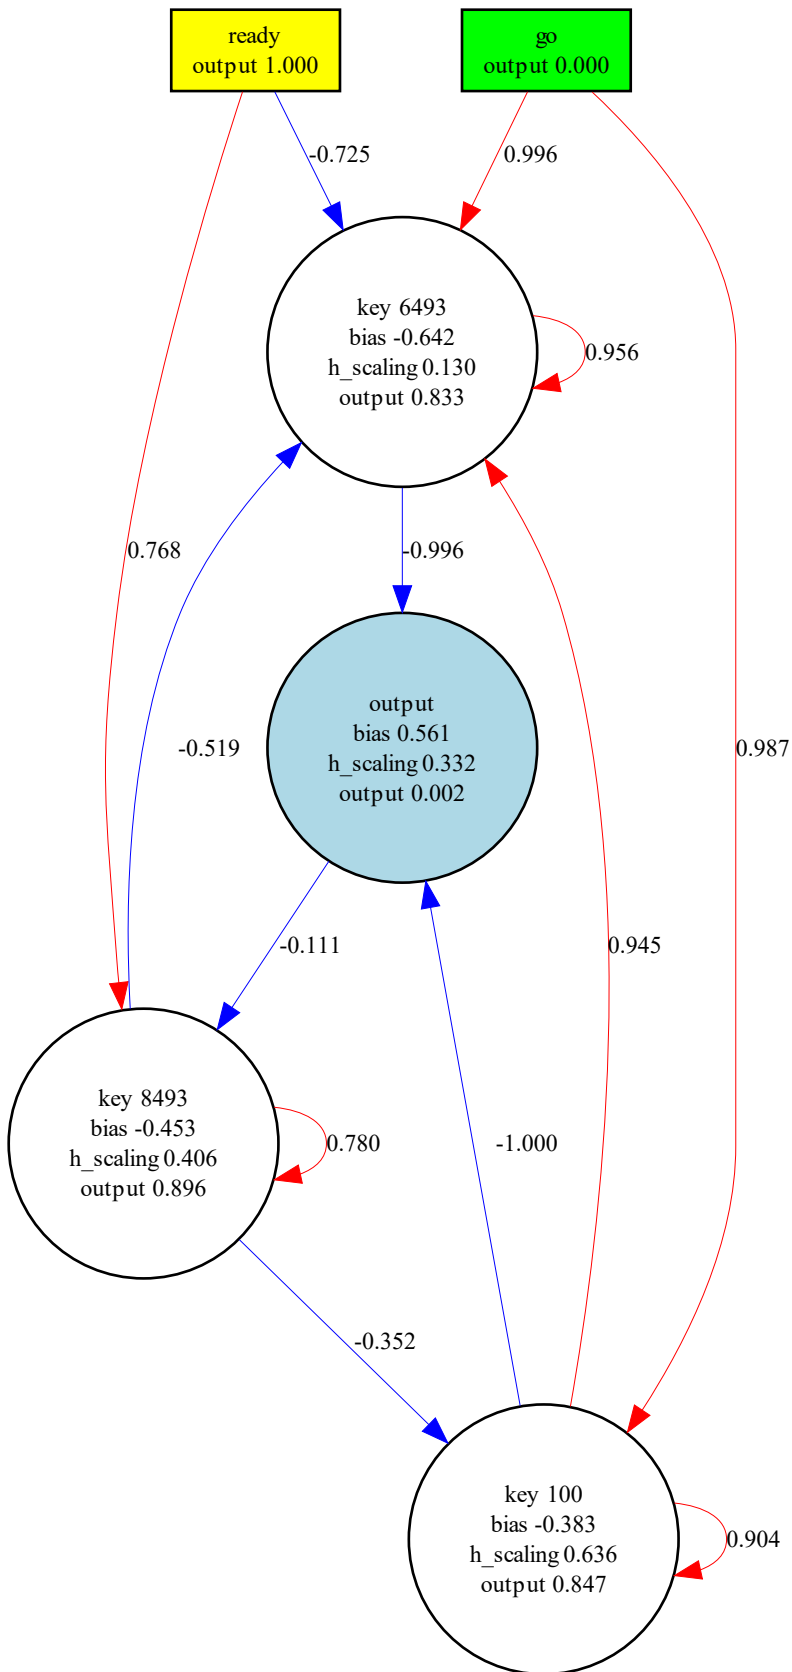 ready
output 1.000
go
output 0.000
-0.725
0.996
key 6493
bias -0.642
h_scaling 0.130
output 0.833
0.956
0.768
-0.996
output
bias 0.561
h_scaling 0.332
output 0.002
-0.519
0.987
-0.111
0.945
key 8493
bias -0.453
h_scaling 0.406
output 0.896
0.780
-1.000
-0.352
key 100
bias -0.383
h_scaling 0.636
output 0.847
0.904